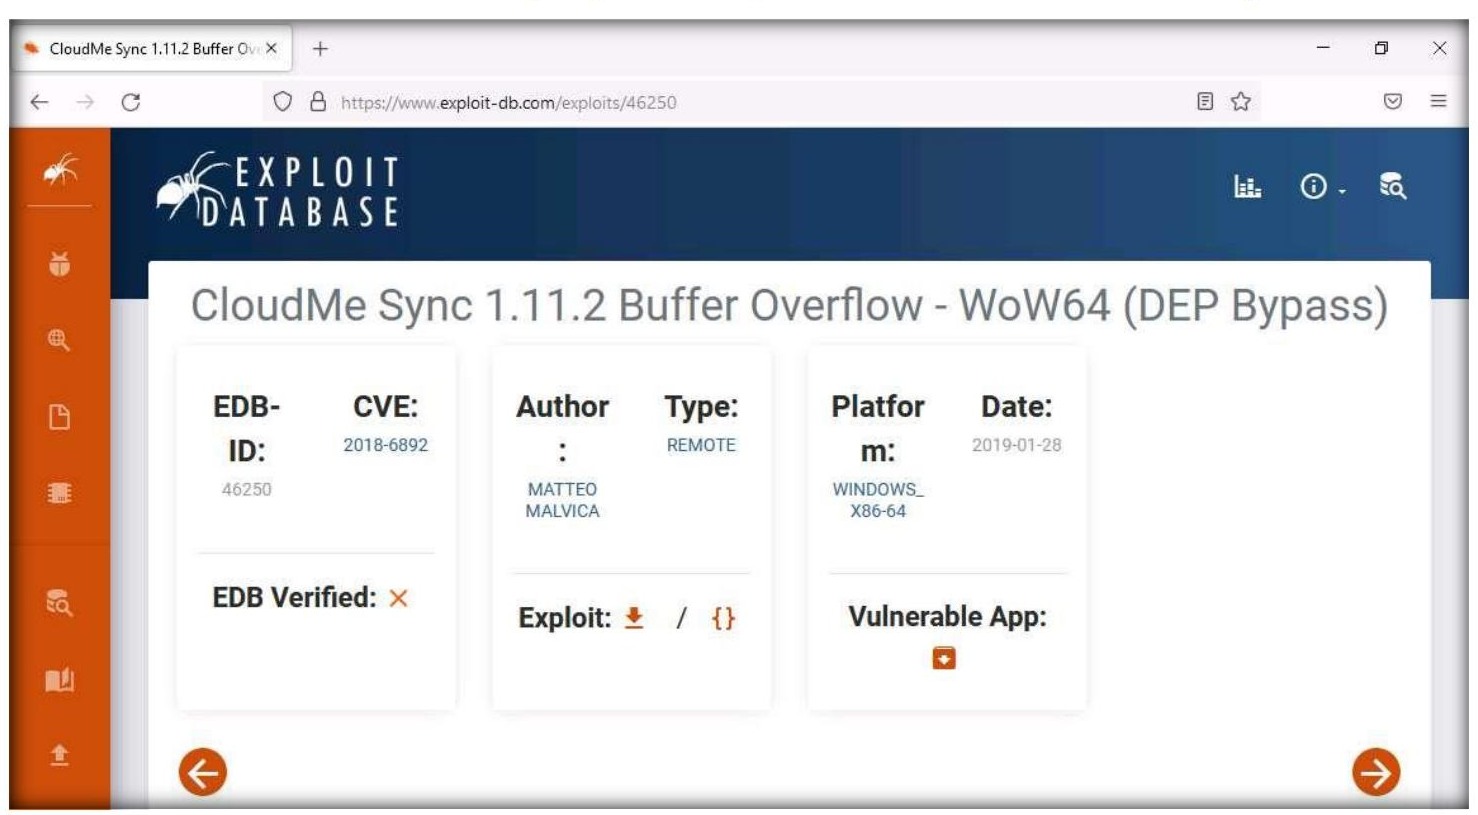 CloudMe Sync 1.11.2 Buffer Ov
https://www.exploit-db.com/exploits/46250
EXPLOIT
DATABASE
CloudMe Sync 1.11.2 Buffer Overflow - WoW64 (DEP Bypass)
EDB-
ID:
46250
CVE:
2018-6892
EDB Verified:
Author
:
MATTEO
MALVICA
Type:
REMOTE
Exploit: / {}
Platfor
m:
WINDOWS_
X86-64
Date:
2019-01-28
Vulnerable App: